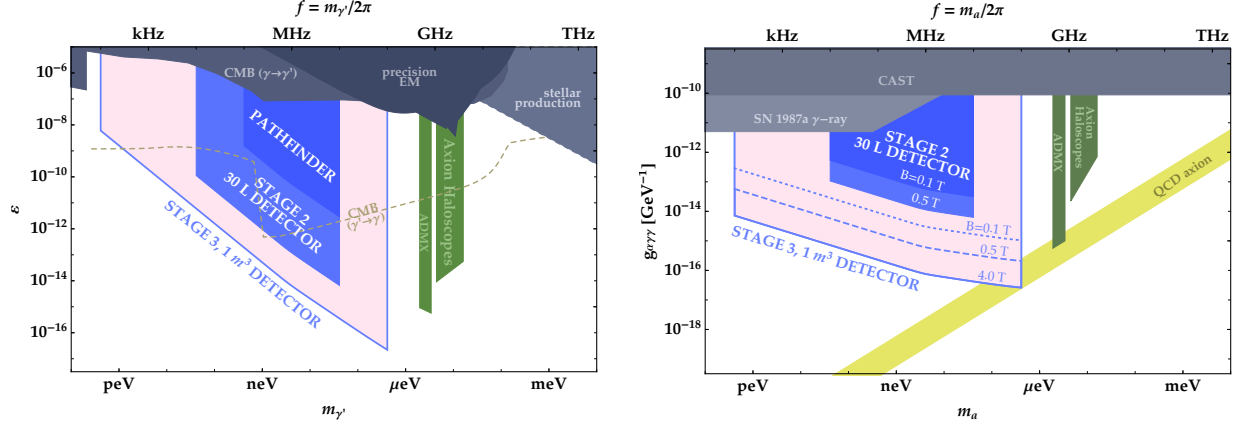 f = m_γ'/2π
kHz MHz GHz THz
10⁻⁶
10⁻⁸
10⁻¹⁰
10⁻¹²
10⁻¹⁴
10⁻¹⁶
ε
CMB (γ→γ')
precision
EM
stellar
production
PATHFINDER
STAGE 2
30 L DETECTOR
STAGE 3, 1 m³ DETECTOR
CMB
(γ'→γ)
ADMX
Axion Haloscopes
peV neV μeV meV
m_γ'
f = m_a/2π
kHz MHz GHz THz
10⁻¹⁰
10⁻¹²
10⁻¹⁴
10⁻¹⁶
10⁻¹⁸
g_αγγ [GeV⁻¹]
CAST
SN 1987a γ-ray
STAGE 2
30 L DETECTOR
B=0.1 T
0.5 T
B=0.1 T
0.5 T
4.0 T
STAGE 3, 1 m³ DETECTOR
ADMX
Axion
Haloscopes
QCD axion
peV neV μeV meV
m_a